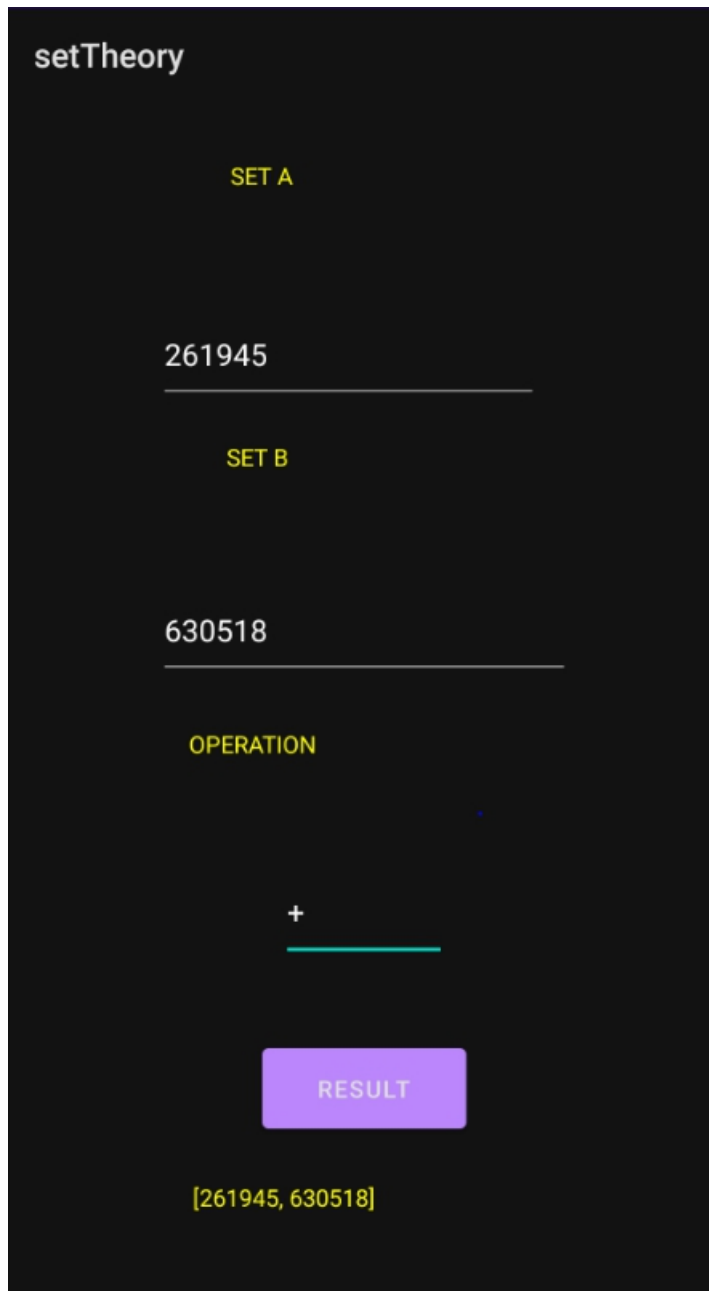 setTheory
SET A
261945
SET B
630518
OPERATION
+
RESULT
[261945, 630518]